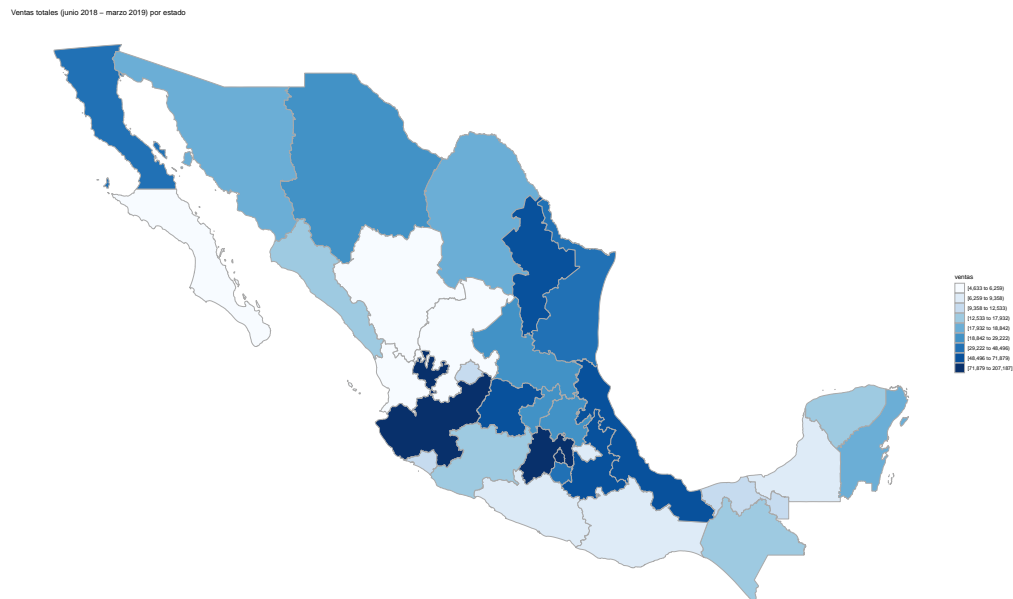 Ventas totales (junio 2018 – marzo 2019) por estado
ventas
[4,633 to 6,259)
[6,259 to 9,358)
[9,358 to 12,533)
[12,533 to 17,932)
[17,932 to 18,842)
[18,842 to 29,222)
[29,222 to 48,496)
[48,496 to 71,879)
[71,879 to 207,187]